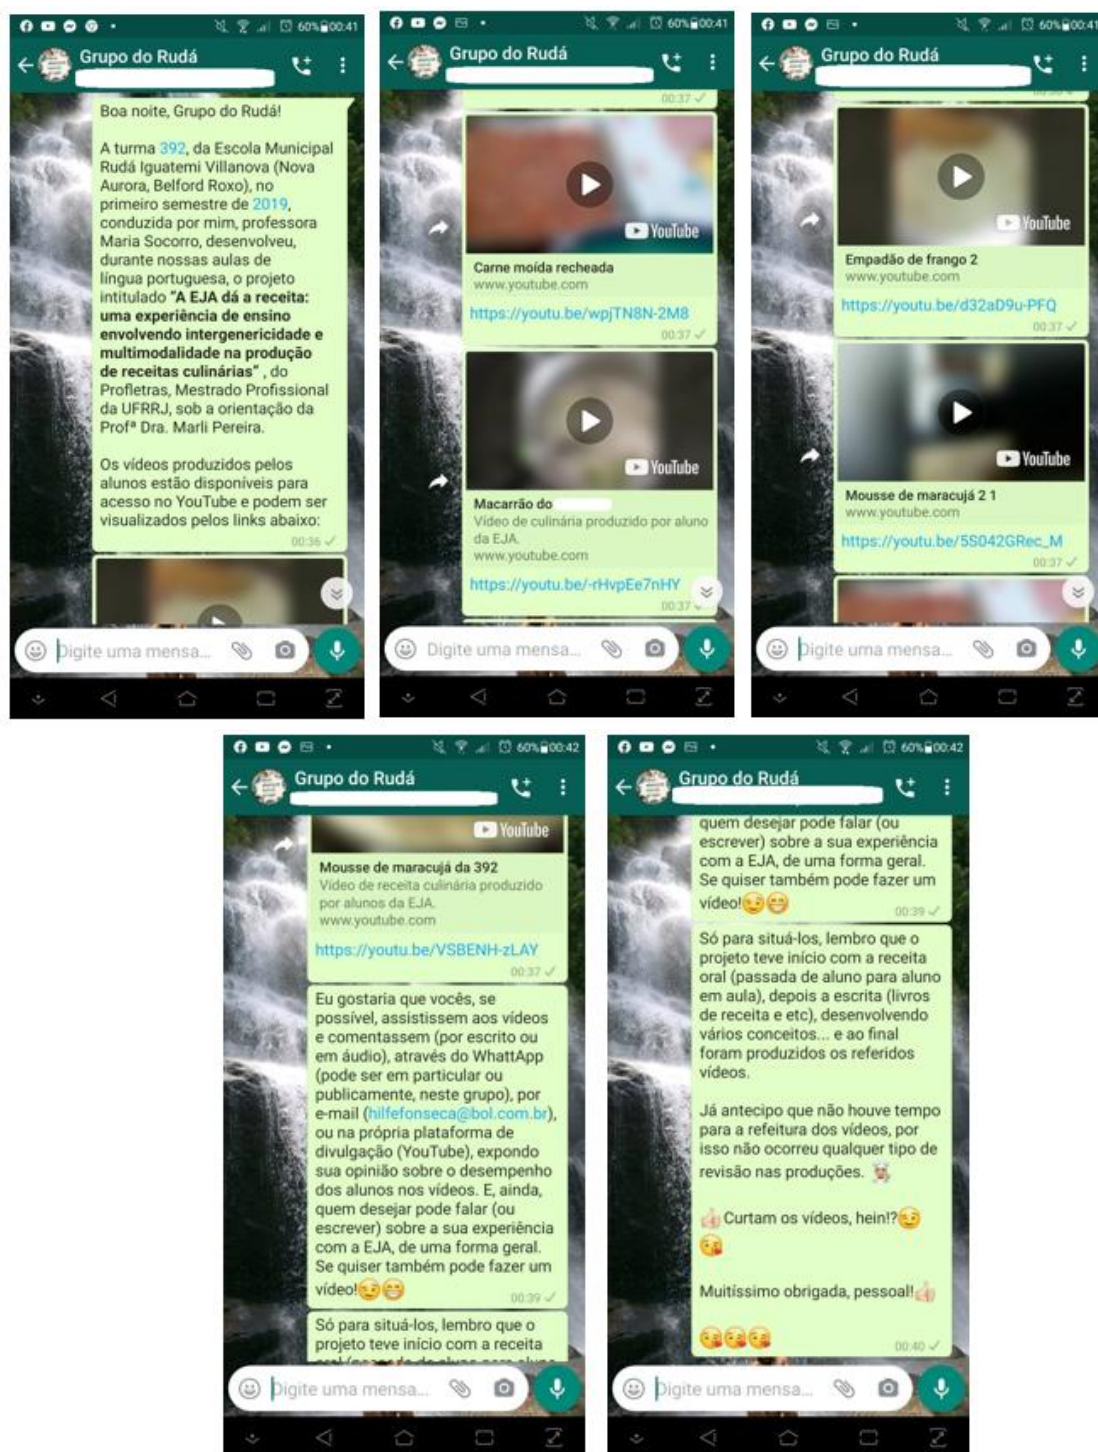 60% 00:41
Grupo do Rudá
Boa noite, Grupo do Rudá!
A turma 392, da Escola Municipal
Rudá Iguatemi Villanova (Nova
Aurora, Belford Roxo), no
primeiro semestre de 2019,
conduzida por mim, professora
Maria Socorro, desenvolveu,
durante nossas aulas de
língua portuguesa, o projeto
intitulado "A EJA dá a receita:
uma experiência de ensino
envolvendo intergenericidade e
multimodalidade na produção
de receitas culinárias" , do
Profletras, Mestrado Profissional
da UFRRJ, sob a orientação da
Profª Dra. Marli Pereira.
Os vídeos produzidos pelos
alunos estão disponíveis para
acesso no YouTube e podem ser
visualizados pelos links abaixo:
00:36
Digite uma mensa...
60% 00:41
Grupo do Rudá
00:37
YouTube
Carne moída recheada
www.youtube.com
https://youtu.be/wpjTN8N-2M8
00:37
YouTube
Macarrão do
Vídeo de culinária produzido por aluno
da EJA.
www.youtube.com
https://youtu.be/-rHvpEe7nHY
00:37
Digite uma mensa...
60% 00:41
Grupo do Rudá
YouTube
Empadão de frango 2
www.youtube.com
https://youtu.be/d32aD9u-PFQ
00:37
YouTube
Mousse de maracujá 2 1
www.youtube.com
https://youtu.be/5S042GRec_M
00:37
Digite uma mensa...
60% 00:42
Grupo do Rudá
YouTube
Mousse de maracujá da 392
Vídeo de receita culinária produzido
por alunos da EJA.
www.youtube.com
https://youtu.be/VSBENH-zLAY
00:37
Eu gostaria que vocês, se
possível, assistissem aos vídeos
e comentassem (por escrito ou
em áudio), através do WhattApp
(pode ser em particular ou
publicamente, neste grupo), por
e-mail (hilfefonseca@bol.com.br),
ou na própria plataforma de
divulgação (YouTube), expondo
sua opinião sobre o desempenho
dos alunos nos vídeos. E, ainda,
quem desejar pode falar (ou
escrever) sobre a sua experiência
com a EJA, de uma forma geral.
Se quiser também pode fazer um
vídeo!😉😁
00:39
Só para situá-los, lembro que o
projeto teve início com a receita
Digite uma mensa...
60% 00:42
Grupo do Rudá
quem desejar pode falar (ou
escrever) sobre a sua experiência
com a EJA, de uma forma geral.
Se quiser também pode fazer um
vídeo!😉😁
00:39
Só para situá-los, lembro que o
projeto teve início com a receita
oral (passada de aluno para aluno
em aula), depois a escrita (livros
de receita e etc), desenvolvendo
vários conceitos... e ao final
foram produzidos os referidos
vídeos.
Já antecipo que não houve tempo
para a refeitura dos vídeos, por
isso não ocorreu qualquer tipo de
revisão nas produções.
👍Curtam os vídeos, hein!?😉
😘
Muitíssimo obrigada, pessoal!👍
😘😘😘
00:40
Digite uma mensa...